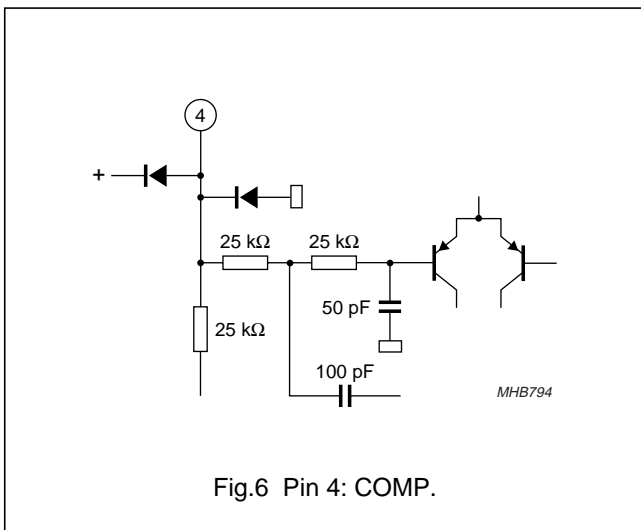 4
+
25 kΩ 25 kΩ
50 pF
25 kΩ
100 pF
MHB794
Fig.6 Pin 4: COMP.